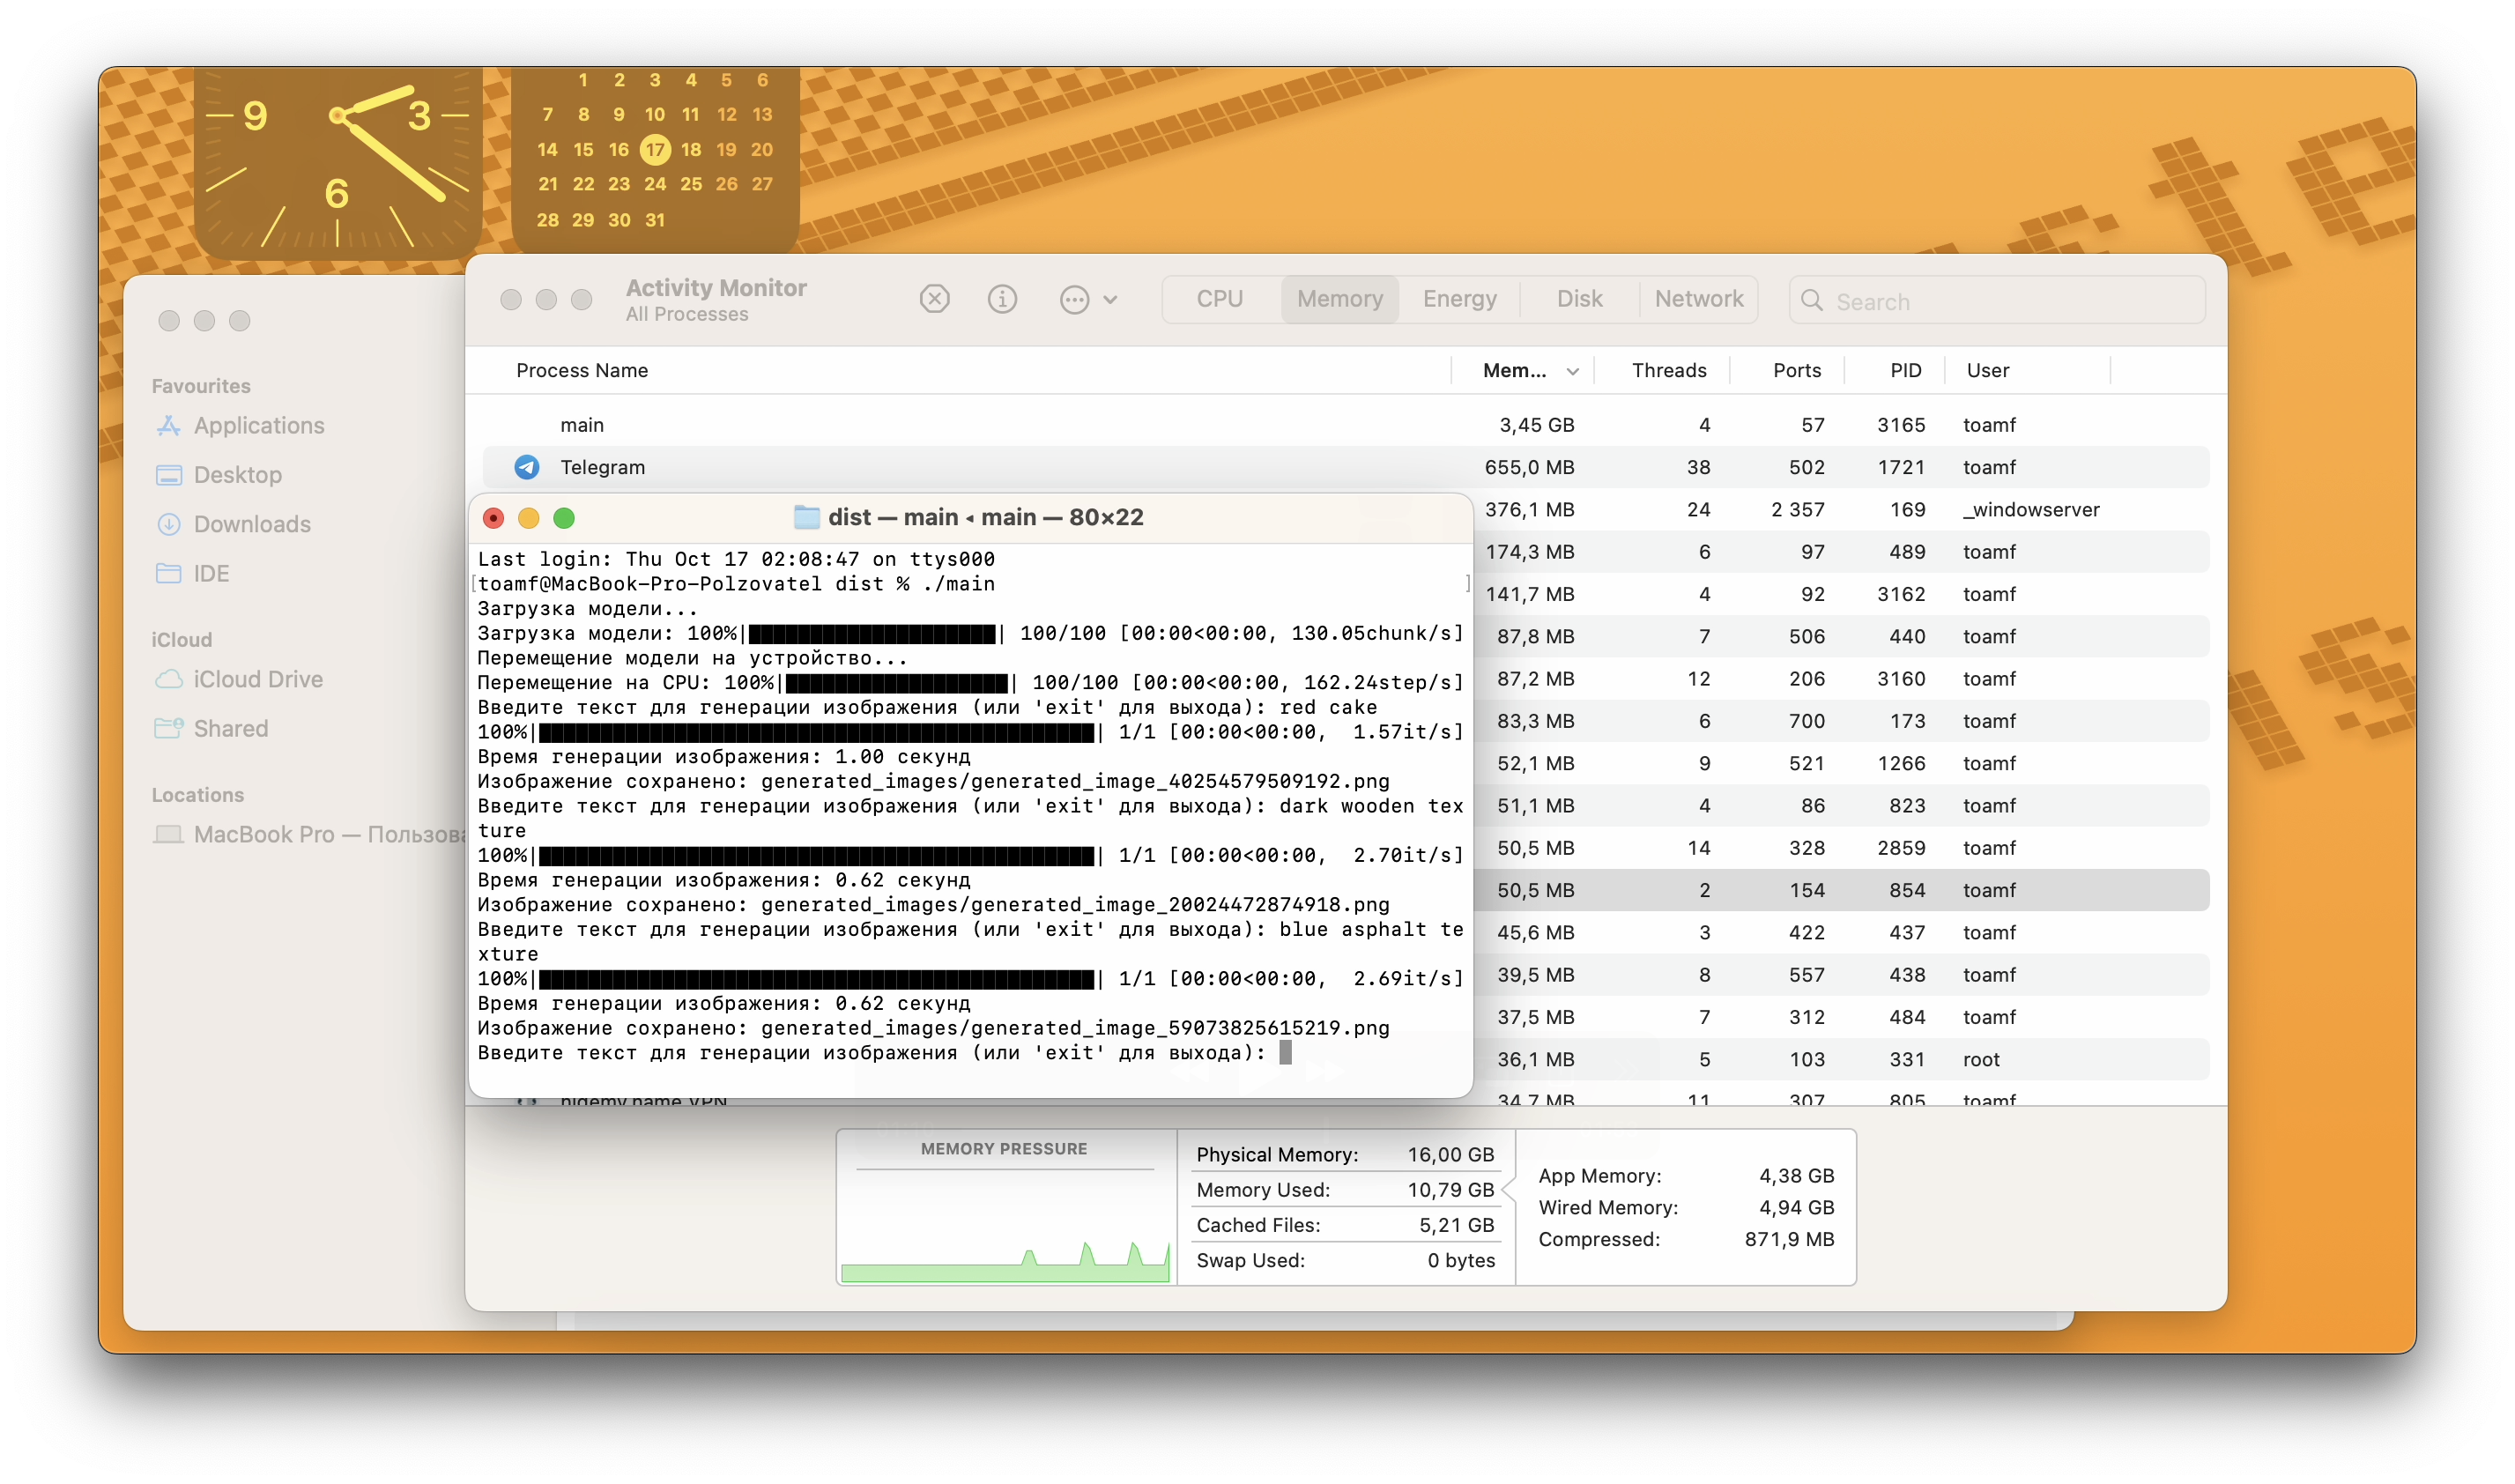 9 3
6
1 2 3 4 5 6
7 8 9 10 11 12 13
14 15 16 17 18 19 20
21 22 23 24 25 26 27
28 29 30 31
Favourites
Applications
Desktop
Downloads
IDE
iCloud
iCloud Drive
Shared
Locations
MacBook Pro —
Activity Monitor
All Processes
CPU Memory Energy Disk Network
Search
Process Name Mem... Threads Ports PID User
main 3,45 GB 4 57 3165 toamf
Telegram 655,0 MB 38 502 1721 toamf
376,1 MB 24 2 357 169 _windowserver
174,3 MB 6 97 489 toamf
141,7 MB 4 92 3162 toamf
87,8 MB 7 506 440 toamf
87,2 MB 12 206 3160 toamf
83,3 MB 6 700 173 toamf
52,1 MB 9 521 1266 toamf
51,1 MB 4 86 823 toamf
50,5 MB 14 328 2859 toamf
50,5 MB 2 154 854 toamf
45,6 MB 3 422 437 toamf
39,5 MB 8 557 438 toamf
37,5 MB 7 312 484 toamf
36,1 MB 5 103 331 root
hidemy.name VPN 34,7 MB 11 307 805 toamf
dist — main ◂ main — 80×22
Last login: Thu Oct 17 02:08:47 on ttys000
[toamf@MacBook-Pro-Polzovatel dist % ./main ]
Загрузка модели...
Загрузка модели: 100%|████████████████████| 100/100 [00:00<00:00, 130.05chunk/s]
Перемещение модели на устройство...
Перемещение на CPU: 100%|██████████████████| 100/100 [00:00<00:00, 162.24step/s]
Введите текст для генерации изображения (или 'exit' для выхода): red cake
100%|█████████████████████████████████████████████| 1/1 [00:00<00:00, 1.57it/s]
Время генерации изображения: 1.00 секунд
Изображение сохранено: generated_images/generated_image_40254579509192.png
Введите текст для генерации изображения (или 'exit' для выхода): dark wooden tex
ture
100%|█████████████████████████████████████████████| 1/1 [00:00<00:00, 2.70it/s]
Время генерации изображения: 0.62 секунд
Изображение сохранено: generated_images/generated_image_20024472874918.png
Введите текст для генерации изображения (или 'exit' для выхода): blue asphalt te
xture
100%|█████████████████████████████████████████████| 1/1 [00:00<00:00, 2.69it/s]
Время генерации изображения: 0.62 секунд
Изображение сохранено: generated_images/generated_image_59073825615219.png
Введите текст для генерации изображения (или 'exit' для выхода):
MEMORY PRESSURE
Physical Memory: 16,00 GB
Memory Used: 10,79 GB
Cached Files: 5,21 GB
Swap Used: 0 bytes
App Memory: 4,38 GB
Wired Memory: 4,94 GB
Compressed: 871,9 MB